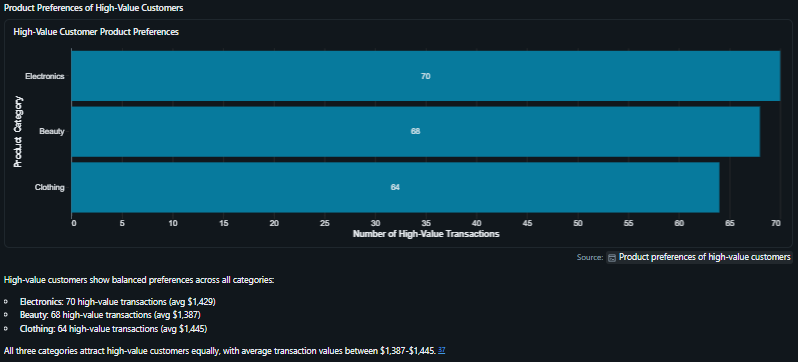 Product Preferences of High-Value Customers
High-Value Customer Product Preferences
Product Category
Electronics
70
Beauty
68
Clothing
64
0 5 10 15 20 25 30 35 40 45 50 55 60 65 70
Number of High-Value Transactions
Source: Product preferences of high-value customers
High-value customers show balanced preferences across all categories:
Electronics: 70 high-value transactions (avg $1,429)
Beauty: 68 high-value transactions (avg $1,387)
Clothing: 64 high-value transactions (avg $1,445)
All three categories attract high-value customers equally, with average transaction values between $1,387-$1,445. 37